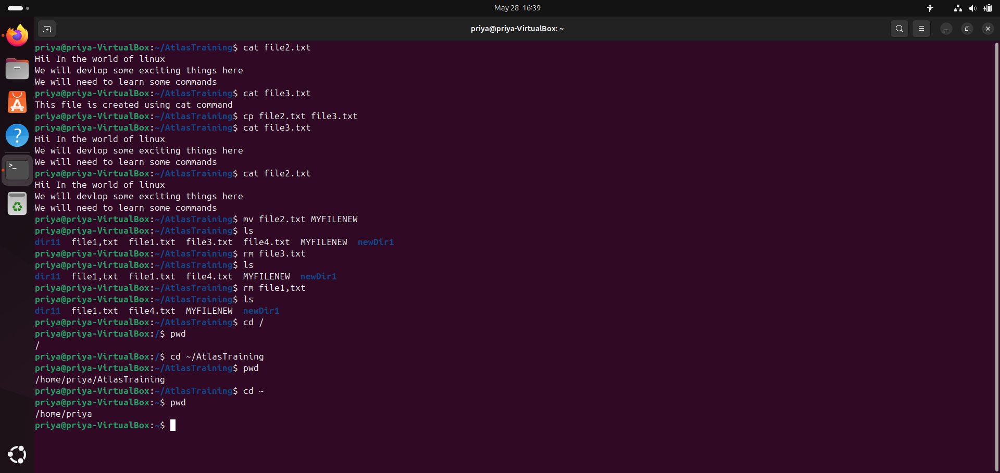 May 28 16:39
priya@priya-VirtualBox: ~
priya@priya-VirtualBox:~/AtlasTraining$ cat file2.txt
Hii In the world of linux
We will devlop some exciting things here
We will need to learn some commands
priya@priya-VirtualBox:~/AtlasTraining$ cat file3.txt
This file is created using cat command
priya@priya-VirtualBox:~/AtlasTraining$ cp file2.txt file3.txt
priya@priya-VirtualBox:~/AtlasTraining$ cat file3.txt
Hii In the world of linux
We will devlop some exciting things here
We will need to learn some commands
priya@priya-VirtualBox:~/AtlasTraining$ cat file2.txt
Hii In the world of linux
We will devlop some exciting things here
We will need to learn some commands
priya@priya-VirtualBox:~/AtlasTraining$ mv file2.txt MYFILENEW
priya@priya-VirtualBox:~/AtlasTraining$ ls
dir11  file1,txt  file1.txt  file3.txt  file4.txt  MYFILENEW  newDir1
priya@priya-VirtualBox:~/AtlasTraining$ rm file3.txt
priya@priya-VirtualBox:~/AtlasTraining$ ls
dir11  file1,txt  file1.txt  file4.txt  MYFILENEW  newDir1
priya@priya-VirtualBox:~/AtlasTraining$ rm file1,txt
priya@priya-VirtualBox:~/AtlasTraining$ ls
dir11  file1.txt  file4.txt  MYFILENEW  newDir1
priya@priya-VirtualBox:~/AtlasTraining$ cd /
priya@priya-VirtualBox:/$ pwd
/
priya@priya-VirtualBox:/$ cd ~/AtlasTraining
priya@priya-VirtualBox:~/AtlasTraining$ pwd
/home/priya/AtlasTraining
priya@priya-VirtualBox:~/AtlasTraining$ cd ~
priya@priya-VirtualBox:~$ pwd
/home/priya
priya@priya-VirtualBox:~$